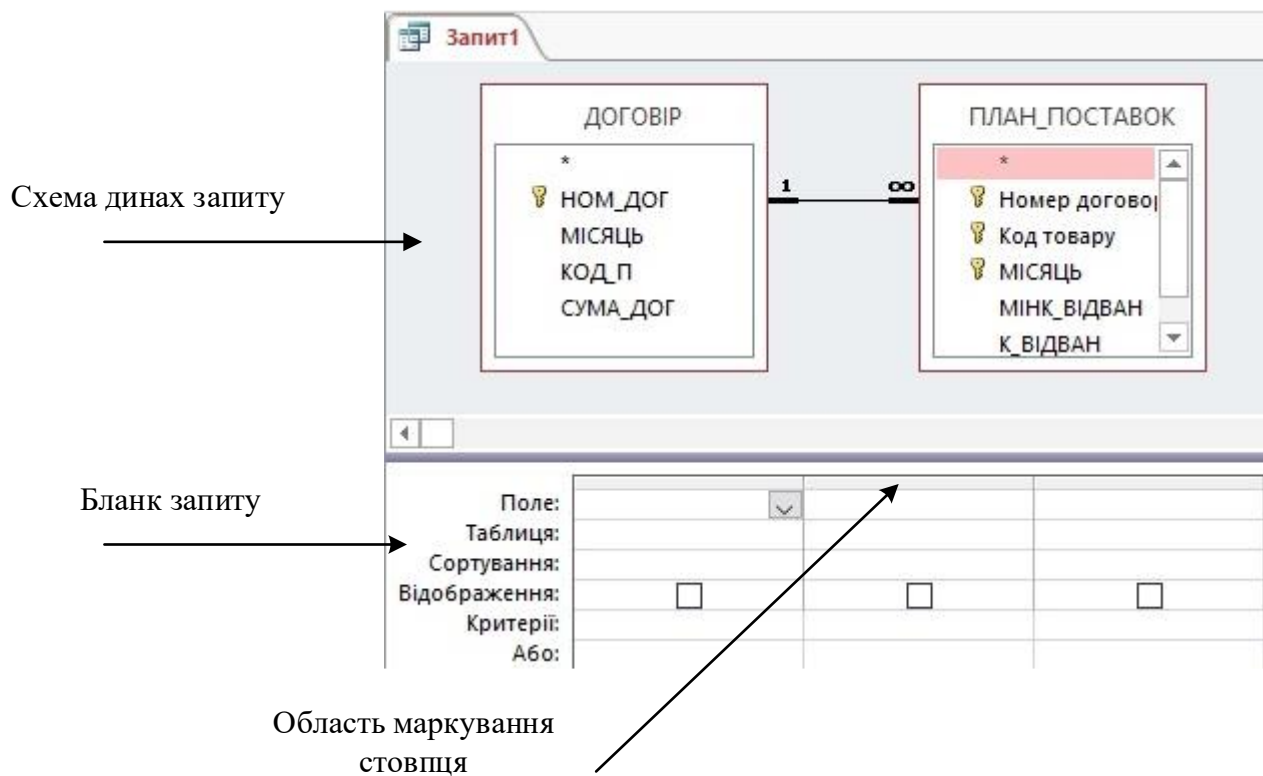 Запит1
ДОГОВІР
*
НОМ_ДОГ
МІСЯЦЬ
КОД_П
СУМА_ДОГ
1 ∞
ПЛАН_ПОСТАВОК
*
Номер договор
Код товару
МІСЯЦЬ
МІНК_ВІДВАН
К_ВІДВАН
Схема динах запиту
Бланк запиту
Поле:
Таблиця:
Сортування:
Відображення:
Критерії:
Або:
Область маркування
стовпця